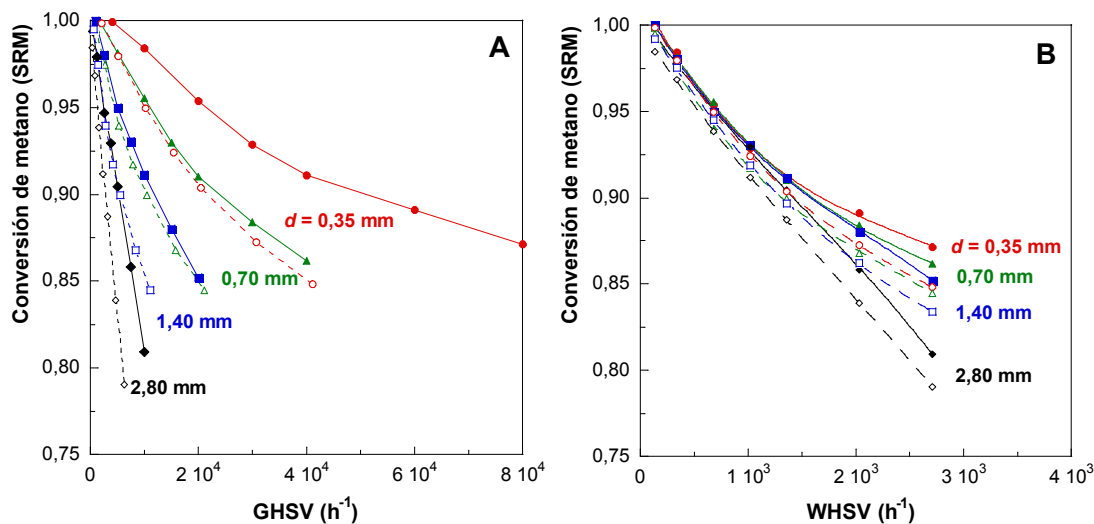 A
Conversión de metano (SRM)
1,00
0,95
0,90
0,85
0,80
0,75
d = 0,35 mm
0,70 mm
1,40 mm
2,80 mm
0 2 10⁴ 4 10⁴ 6 10⁴ 8 10⁴
GHSV (h⁻¹)
B
Conversión de metano (SRM)
1,00
0,95
0,90
0,85
0,80
0,75
d = 0,35 mm
0,70 mm
1,40 mm
2,80 mm
0 1 10³ 2 10³ 3 10³ 4 10³
WHSV (h⁻¹)